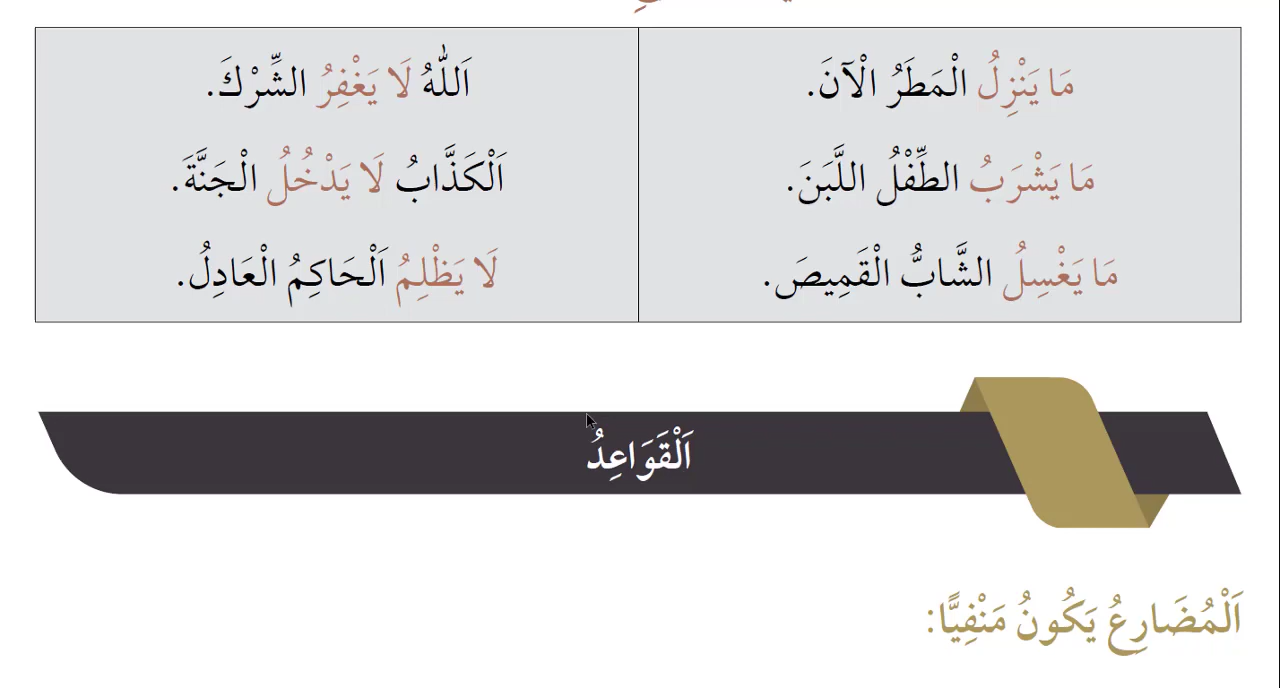 مَا يَنْزِلُ الْمَطَرُ الْآنَ.
مَا يَشْرَبُ الطِّفْلُ اللَّبَنَ.
مَا يَغْسِلُ الشَّابُّ الْقَمِيصَ.
اَللّٰهُ لَا يَغْفِرُ الشِّرْكَ.
اَلْكَذَّابُ لَا يَدْخُلُ الْجَنَّةَ.
لَا يَظْلِمُ اَلْحَاكِمُ الْعَادِلُ.
اَلْقَوَاعِدُ
اَلْمُضَارِعُ يَكُونُ مَنْفِيًّا: